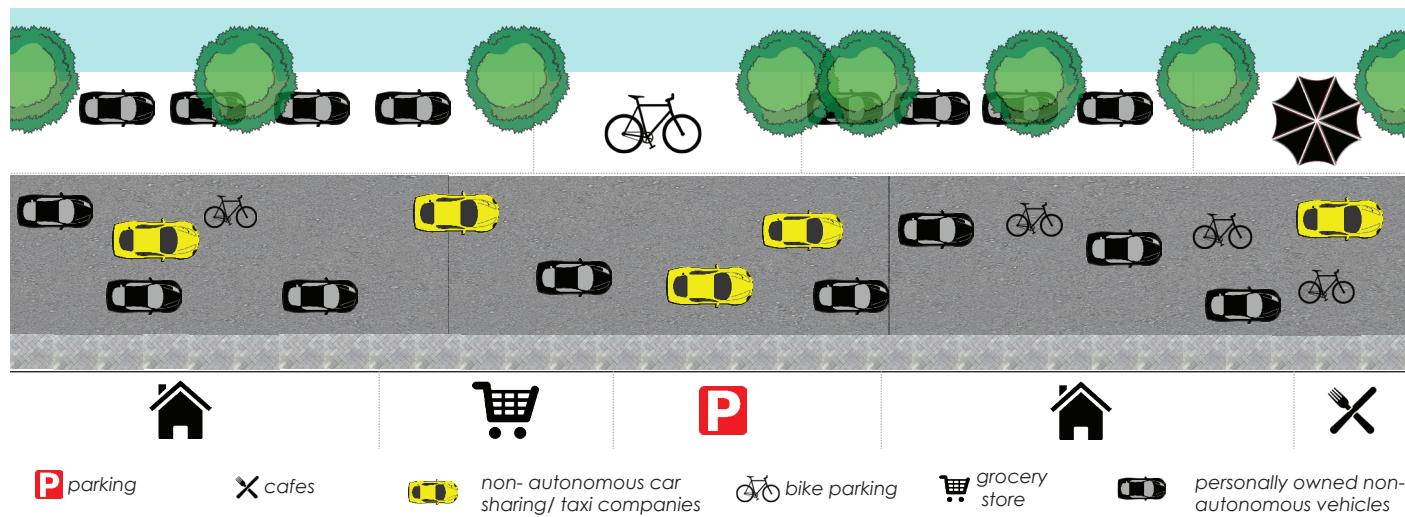 P
P parking
cafes
non- autonomous car
sharing/ taxi companies
bike parking
grocery
store
personally owned non-
autonomous vehicles